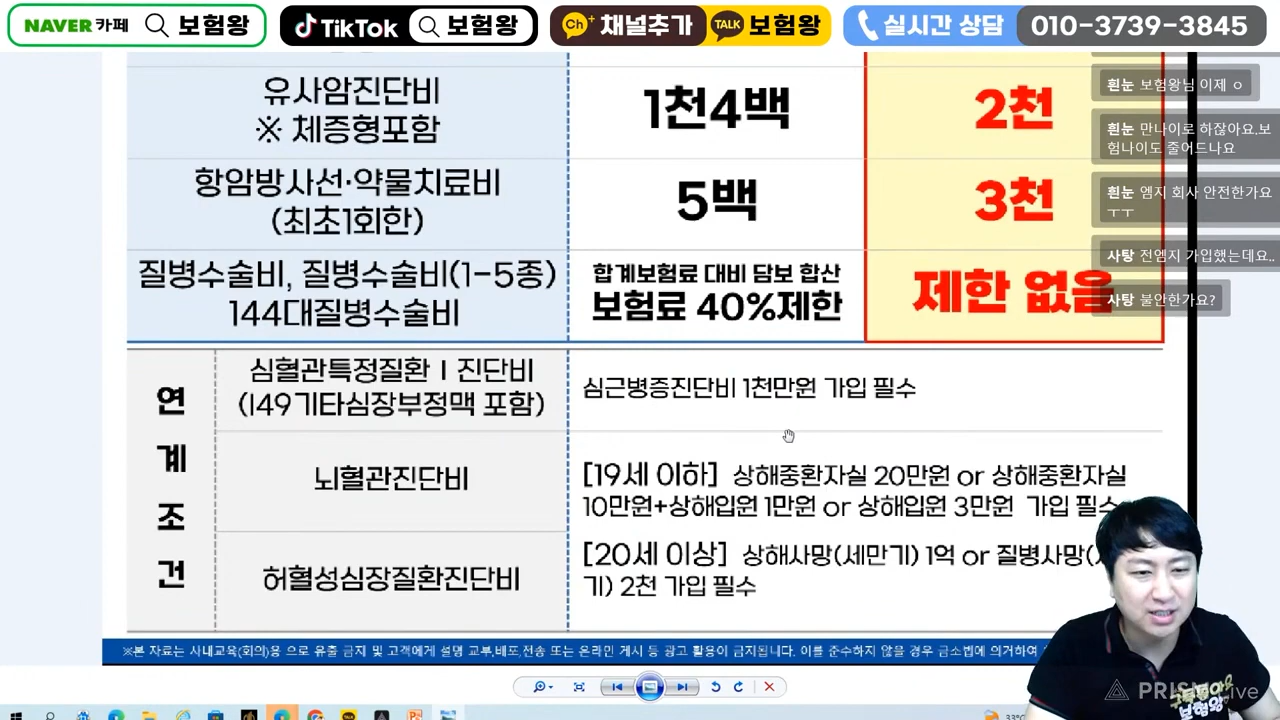 NAVER 카페 보험왕
TikTok 보험왕
Ch+ 채널추가 TALK 보험왕
실시간 상담 010-3739-3845
유사암진단비
※ 체증형포함
1천4백
2천
항암방사선·약물치료비
(최초1회한)
5백
3천
질병수술비, 질병수술비(1-5종)
144대질병수술비
합계보험료 대비 담보 합산
보험료 40%제한
제한 없음
흰눈 보험왕님 이제 ㅇ
흰눈 만나이로 하잖아요.보
험나이도 줄어드나요
흰눈 엠지 회사 안전한가요
ㅜㅜ
사탕 전엠지 가입했는데요..
사탕 불안한가요?
연계조건
심혈관특정질환Ⅰ진단비
(I49기타심장부정맥 포함)
심근병증진단비 1천만원 가입 필수
뇌혈관진단비
허혈성심장질환진단비
[19세 이하] 상해중환자실 20만원 or 상해중환자실
10만원+상해입원 1만원 or 상해입원 3만원 가입 필수
[20세 이상] 상해사망(세만기) 1억 or 질병사망(
기) 2천 가입 필수
※본 자료는 사내교육(회의)용 으로 유출 금지 및 고객에게 설명 교부,배포,전송 또는 온라인 게시 등 광고 활용이 금지됩니다. 이를 준수하지 않을 경우 금소법에 의거하여
PRISM Live
보험왕
33°C